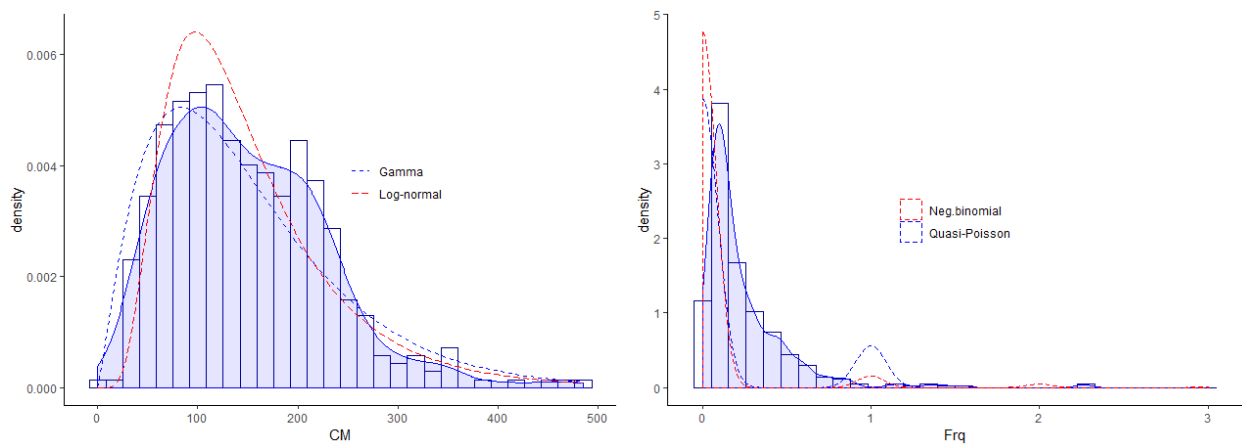 0.006
0.004
0.002
0.000
density
0 100 200 300 400 500
CM
Gamma
Log-normal
5
4
3
2
1
0
density
0 1 2 3
Frq
Neg.binomial
Quasi-Poisson